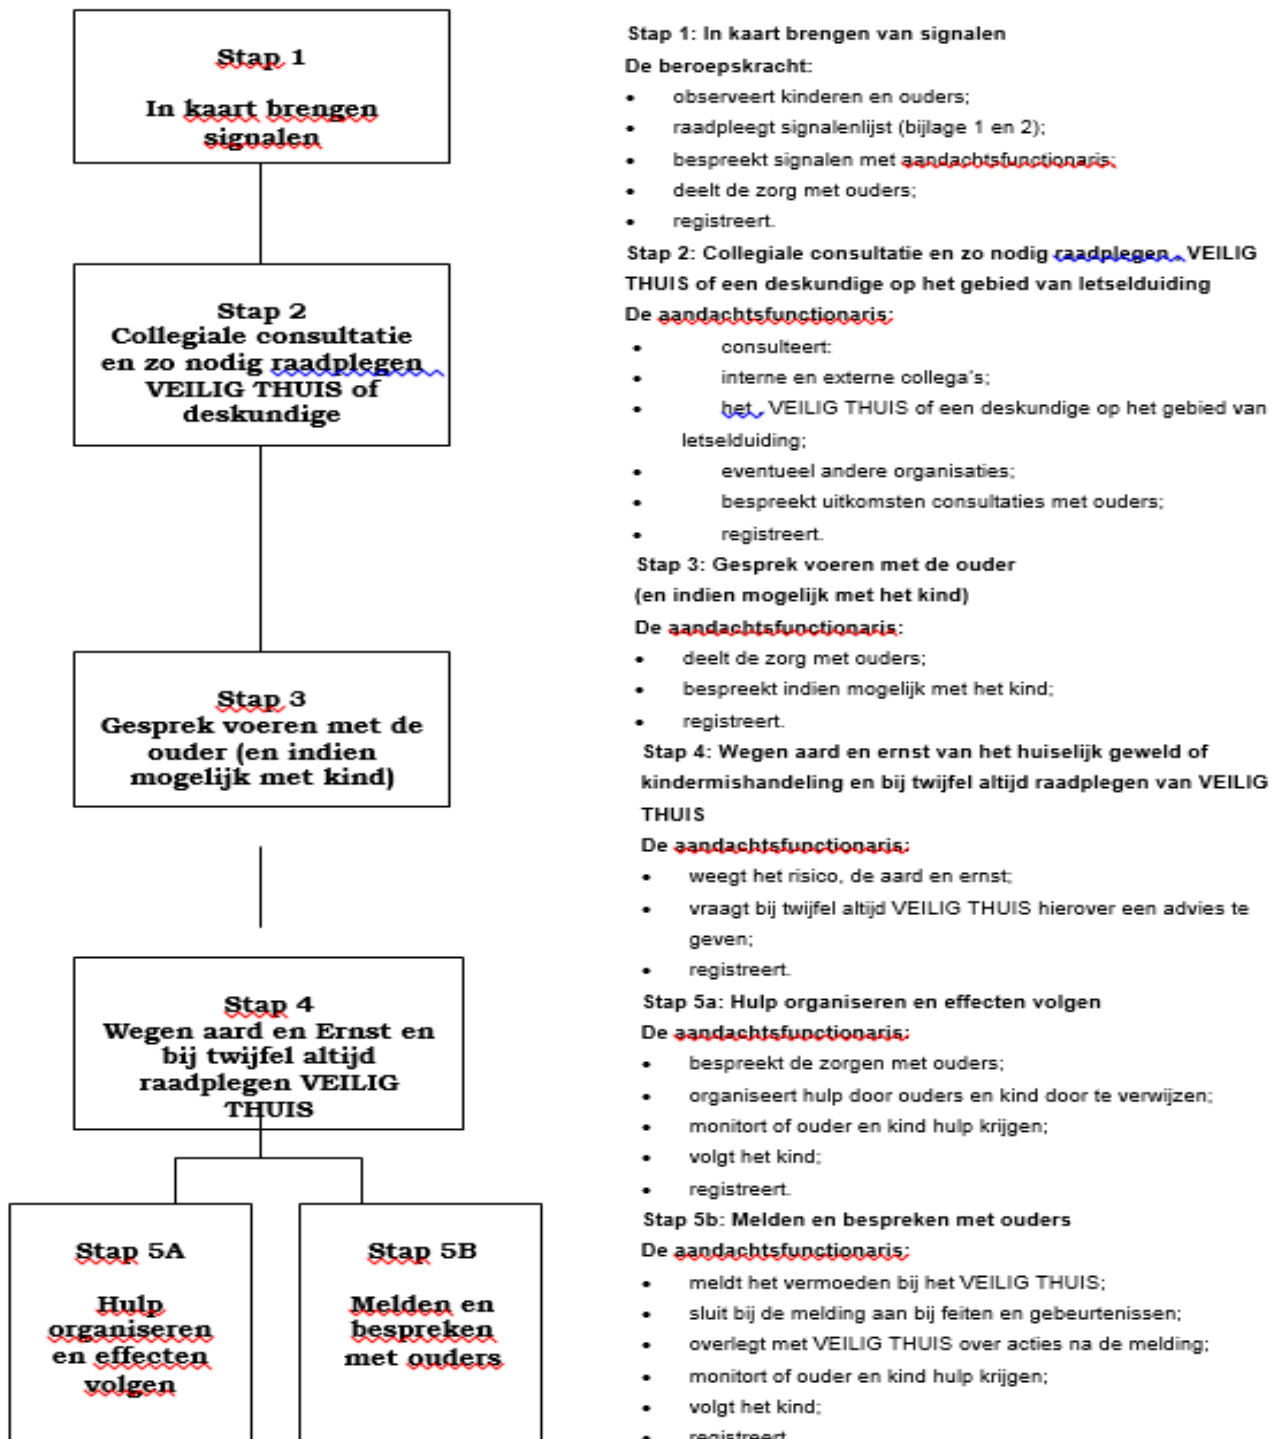 Stap 1
In kaart brengen
signalen
Stap 2
Collegiale consultatie
en zo nodig raadplegen
VEILIG THUIS of
deskundige
Stap 3
Gesprek voeren met de
ouder (en indien
mogelijk met kind)
Stap 4
Wegen aard en Ernst en
bij twijfel altijd
raadplegen VEILIG
THUIS
Stap 5A
Hulp
organiseren
en effecten
volgen
Stap 5B
Melden en
bespreken
met ouders
Stap 1: In kaart brengen van signalen
De beroepskracht:
• observeert kinderen en ouders;
• raadpleegt signalenlijst (bijlage 1 en 2);
• bespreekt signalen met aandachtsfunctionaris;
• deelt de zorg met ouders;
• registreert.
Stap 2: Collegiale consultatie en zo nodig raadplegen VEILIG
THUIS of een deskundige op het gebied van letselduiding
De aandachtsfunctionaris:
• consulteert:
• interne en externe collega's;
• het VEILIG THUIS of een deskundige op het gebied van
letselduiding;
• eventueel andere organisaties;
• bespreekt uitkomsten consultaties met ouders;
• registreert.
Stap 3: Gesprek voeren met de ouder
(en indien mogelijk met het kind)
De aandachtsfunctionaris:
• deelt de zorg met ouders;
• bespreekt indien mogelijk met het kind;
• registreert.
Stap 4: Wegen aard en ernst van het huiselijk geweld of
kindermishandeling en bij twijfel altijd raadplegen van VEILIG
THUIS
De aandachtsfunctionaris:
• weegt het risico, de aard en ernst;
• vraagt bij twijfel altijd VEILIG THUIS hierover een advies te
geven;
• registreert.
Stap 5a: Hulp organiseren en effecten volgen
De aandachtsfunctionaris:
• bespreekt de zorgen met ouders;
• organiseert hulp door ouders en kind door te verwijzen;
• monitort of ouder en kind hulp krijgen;
• volgt het kind;
• registreert.
Stap 5b: Melden en bespreken met ouders
De aandachtsfunctionaris:
• meldt het vermoeden bij het VEILIG THUIS;
• sluit bij de melding aan bij feiten en gebeurtenissen;
• overlegt met VEILIG THUIS over acties na de melding;
• monitort of ouder en kind hulp krijgen;
• volgt het kind;
• registreert